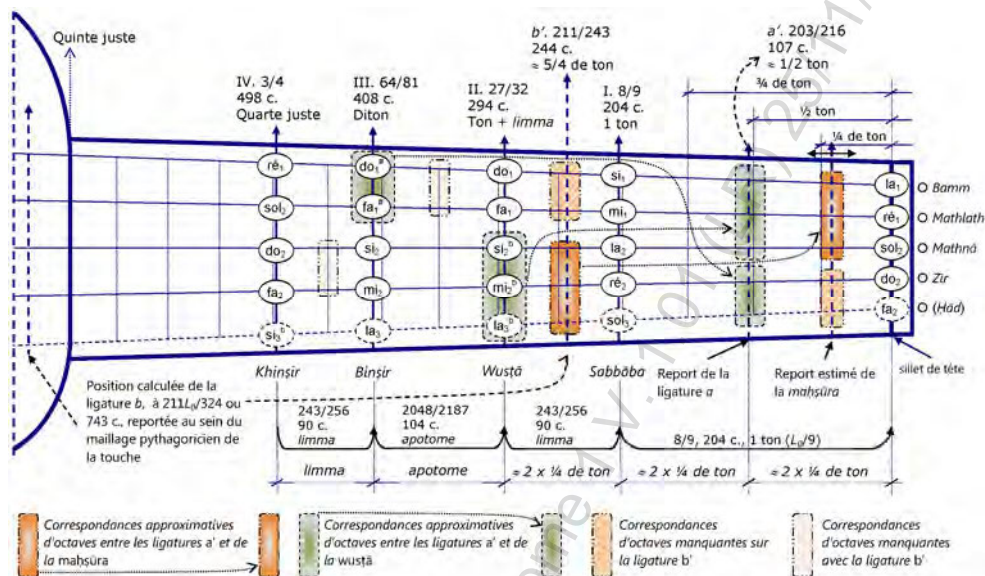 Quinte juste
IV. 3/4
498 c.
Quarte juste
III. 64/81
408 c.
Diton
II. 27/32
294 c.
Ton + limma
b'. 211/243
244 c.
≈ 5/4 de ton
I. 8/9
204 c.
1 ton
a'. 203/216
107 c.
≈ 1/2 ton
¾ de ton
½ ton
¼ de ton
ré₁ do₁# do₁ si₁ la₁ Bamm
sol₂ fa₁# fa₁ mi₁ ré₁ Mathlath
do₂ si₂ si₂ᵇ la₂ sol₂ Mathná
fa₂ mi₂ mi₂ᵇ ré₂ do₂ Zīr
si₃ᵇ la₃ la₃ᵇ sol₃ fa₂ (Ḥād)
Khinṣir Binṣir Wusṭā Sabbāba
Report de la
ligature a
Report estimé de
la maḥsūra
sillet de tête
Position calculée de la
ligature b, à 211L₀/324 ou
743 c., reportée au sein du
maillage pythagoricien de
la touche
243/256
90 c.
limma
2048/2187
104 c.
apotome
243/256
90 c.
limma
8/9, 204 c., 1 ton (L₀/9)
limma apotome ≈ 2 x ¼ de ton ≈ 2 x ¼ de ton ≈ 2 x ¼ de ton
Correspondances approximatives
d'octaves entre les ligatures a' et de
la maḥsūra
Correspondances approximatives
d'octaves entre les ligatures a' et de
la wusṭā
Correspondances
d'octaves manquantes sur
la ligature b'
Correspondances
d'octaves manquantes
avec la ligature b'